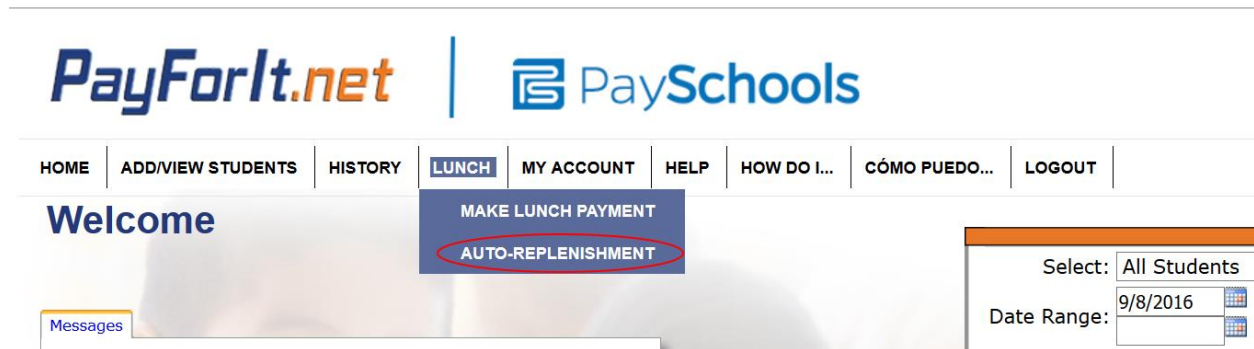 PayForIt.net
PaySchools
HOME ADD/VIEW STUDENTS HISTORY LUNCH MY ACCOUNT HELP HOW DO I... CÓMO PUEDO... LOGOUT
Welcome
MAKE LUNCH PAYMENT
AUTO-REPLENISHMENT
Select: All Students
Date Range: 9/8/2016
Messages